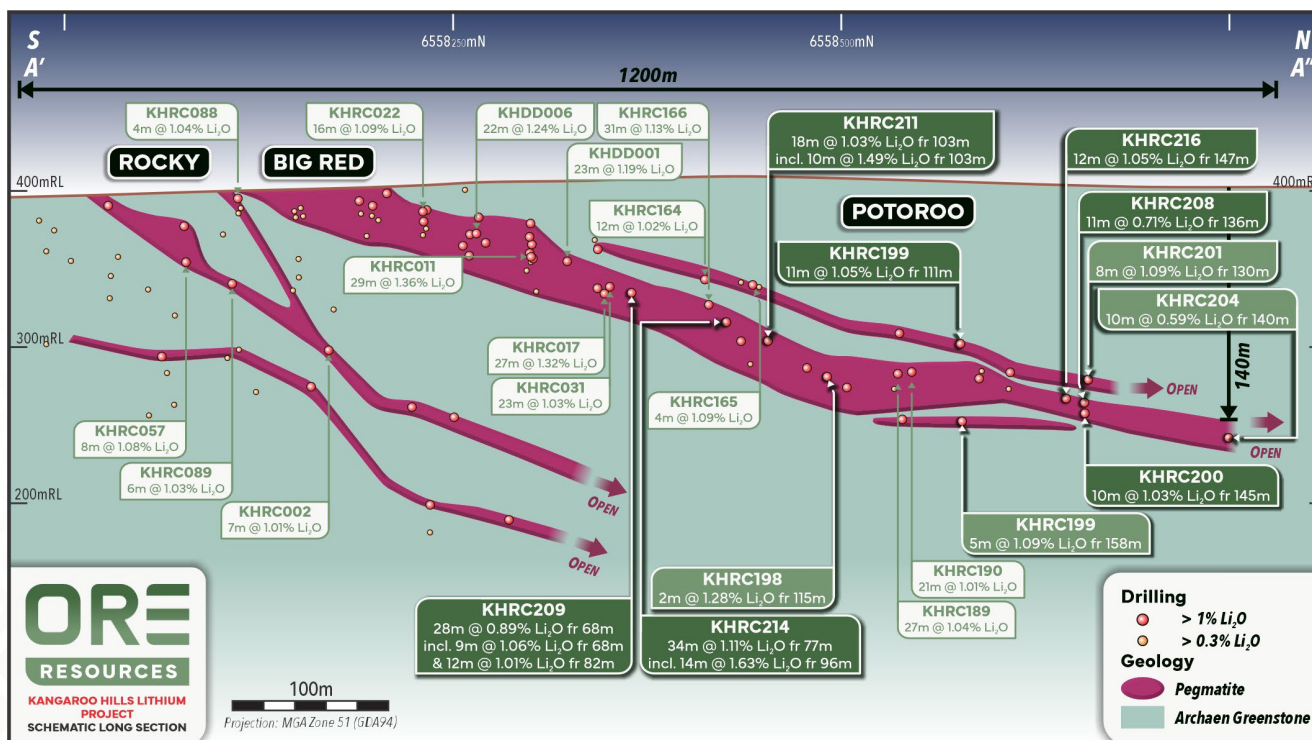 S
A'
6558250mN
6558500mN
N
A"
1200m
KHRC088
4m @ 1.04% Li₂O
KHRC022
16m @ 1.09% Li₂O
KHDD006
22m @ 1.24% Li₂O
KHRC166
31m @ 1.13% Li₂O
KHDD001
23m @ 1.19% Li₂O
KHRC211
18m @ 1.03% Li₂O fr 103m
incl. 10m @ 1.49% Li₂O fr 103m
KHRC216
12m @ 1.05% Li₂O fr 147m
ROCKY
BIG RED
POTOROO
400mRL
400mRL
KHRC164
12m @ 1.02% Li₂O
KHRC208
11m @ 0.71% Li₂O fr 136m
KHRC199
11m @ 1.05% Li₂O fr 111m
KHRC201
8m @ 1.09% Li₂O fr 130m
KHRC011
29m @ 1.36% Li₂O
KHRC204
10m @ 0.59% Li₂O fr 140m
300mRL
140m
KHRC017
27m @ 1.32% Li₂O
KHRC031
23m @ 1.03% Li₂O
KHRC165
4m @ 1.09% Li₂O
OPEN
OPEN
KHRC057
8m @ 1.08% Li₂O
KHRC089
6m @ 1.03% Li₂O
KHRC002
7m @ 1.01% Li₂O
200mRL
OPEN
OPEN
KHRC200
10m @ 1.03% Li₂O fr 145m
KHRC199
5m @ 1.09% Li₂O fr 158m
KHRC198
2m @ 1.28% Li₂O fr 115m
KHRC190
21m @ 1.01% Li₂O
KHRC189
27m @ 1.04% Li₂O
KHRC209
28m @ 0.89% Li₂O fr 68m
incl. 9m @ 1.06% Li₂O fr 68m
& 12m @ 1.01% Li₂O fr 82m
KHRC214
34m @ 1.11% Li₂O fr 77m
incl. 14m @ 1.63% Li₂O fr 96m
ORE
RESOURCES
KANGAROO HILLS LITHIUM
PROJECT
SCHEMATIC LONG SECTION
100m
Projection: MGA Zone 51 (GDA94)
Drilling
> 1% Li₂O
> 0.3% Li₂O
Geology
Pegmatite
Archaen Greenstone